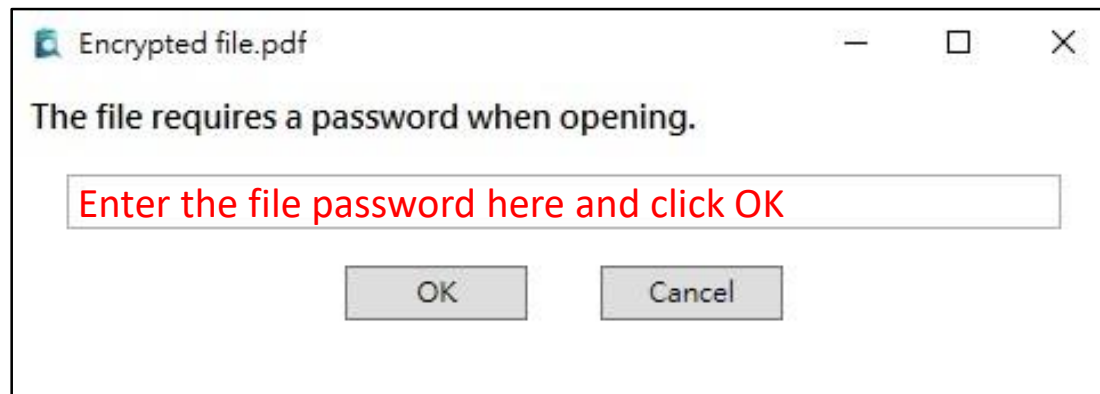 Encrypted file.pdf
The file requires a password when opening.
Enter the file password here and click OK
OK Cancel